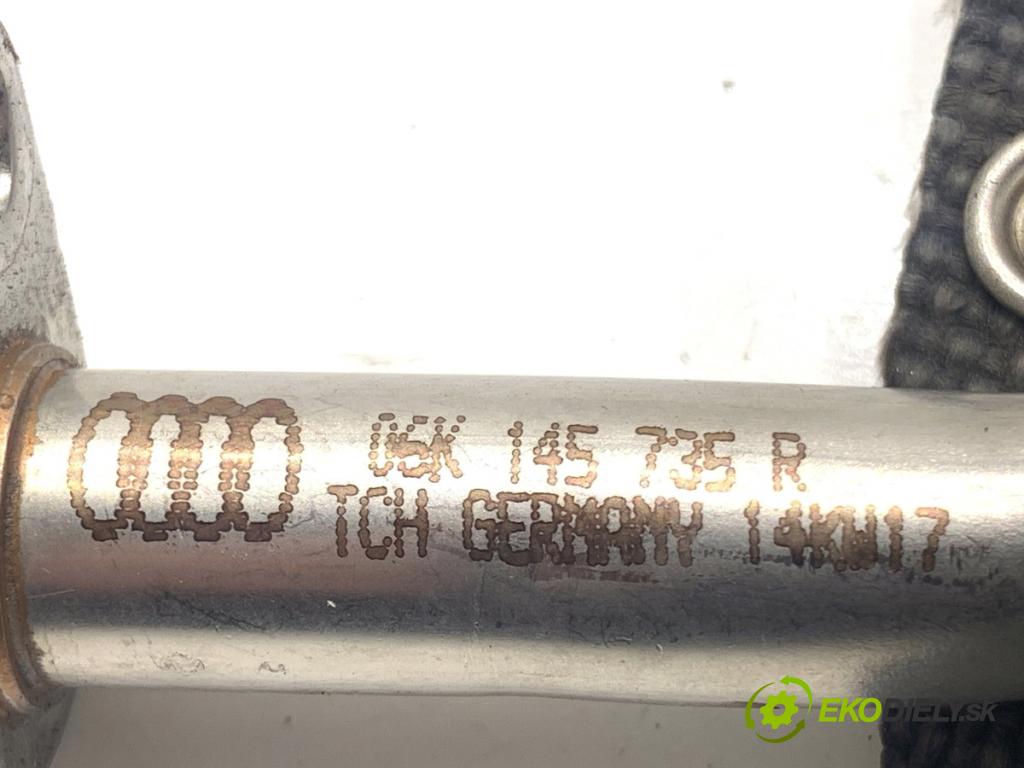 06K 145 735 R
TCH GERMANY 14KW17
EKODIELY.SK